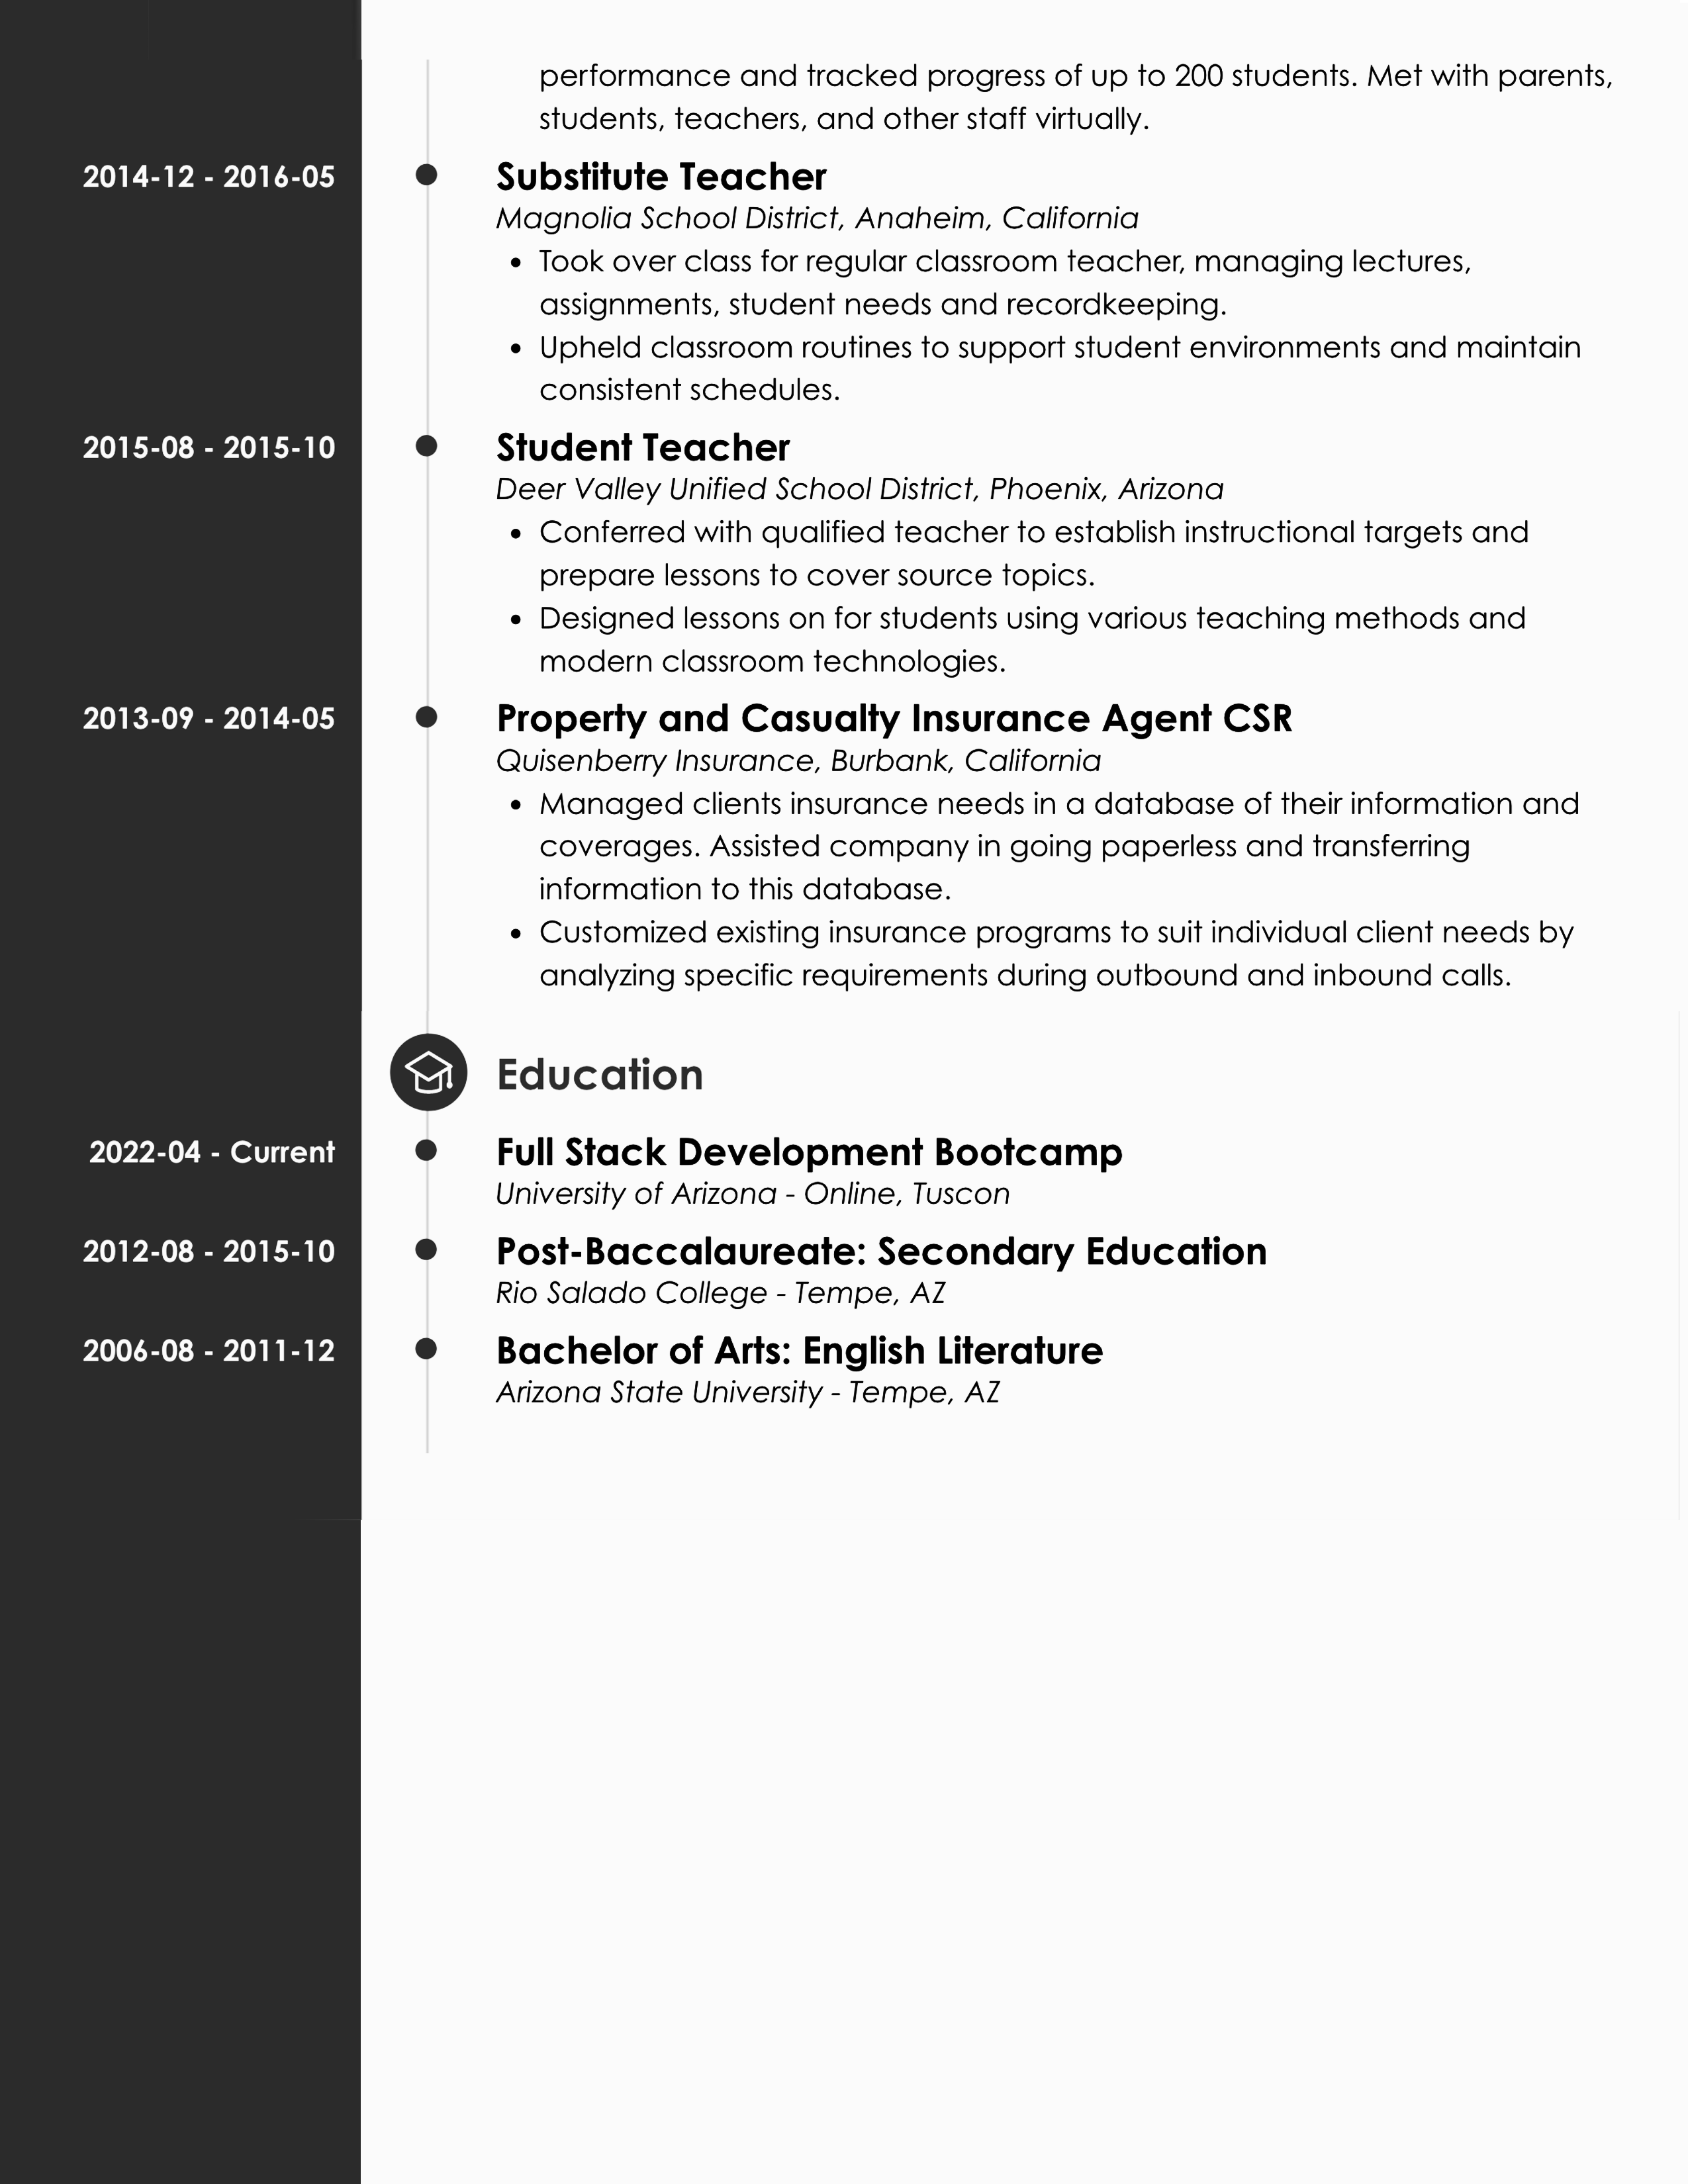 performance and tracked progress of up to 200 students. Met with parents,
students, teachers, and other staff virtually.
2014-12 - 2016-05
Substitute Teacher
Magnolia School District, Anaheim, California
• Took over class for regular classroom teacher, managing lectures,
assignments, student needs and recordkeeping.
• Upheld classroom routines to support student environments and maintain
consistent schedules.
2015-08 - 2015-10
Student Teacher
Deer Valley Unified School District, Phoenix, Arizona
• Conferred with qualified teacher to establish instructional targets and
prepare lessons to cover source topics.
• Designed lessons on for students using various teaching methods and
modern classroom technologies.
2013-09 - 2014-05
Property and Casualty Insurance Agent CSR
Quisenberry Insurance, Burbank, California
• Managed clients insurance needs in a database of their information and
coverages. Assisted company in going paperless and transferring
information to this database.
• Customized existing insurance programs to suit individual client needs by
analyzing specific requirements during outbound and inbound calls.
Education
2022-04 - Current
Full Stack Development Bootcamp
University of Arizona - Online, Tuscon
2012-08 - 2015-10
Post-Baccalaureate: Secondary Education
Rio Salado College - Tempe, AZ
2006-08 - 2011-12
Bachelor of Arts: English Literature
Arizona State University - Tempe, AZ